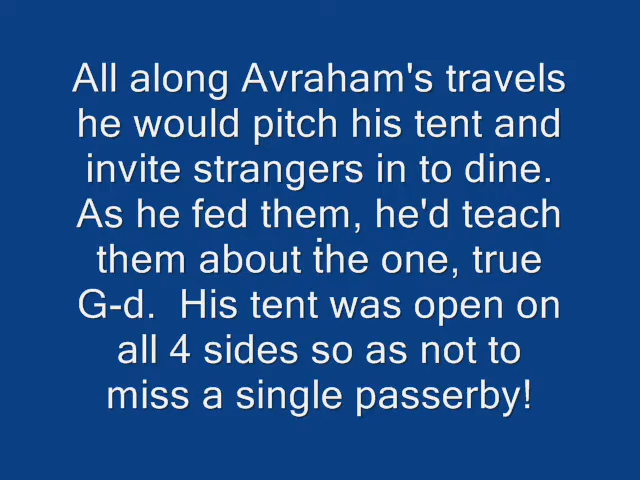 All along Avraham's travels
he would pitch his tent and
invite strangers in to dine.
As he fed them, he'd teach
them about the one, true
G-d.  His tent was open on
all 4 sides so as not to
miss a single passerby!